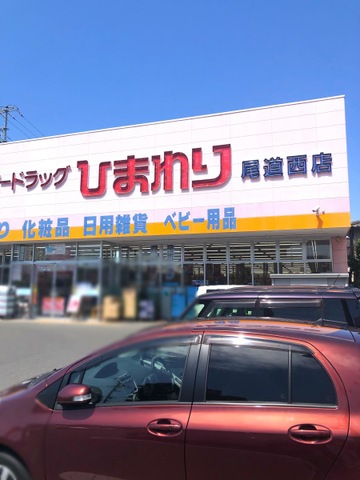 ードラッグ ひまわり 尾道西店
化粧品 日用雑貨 ベビー用品